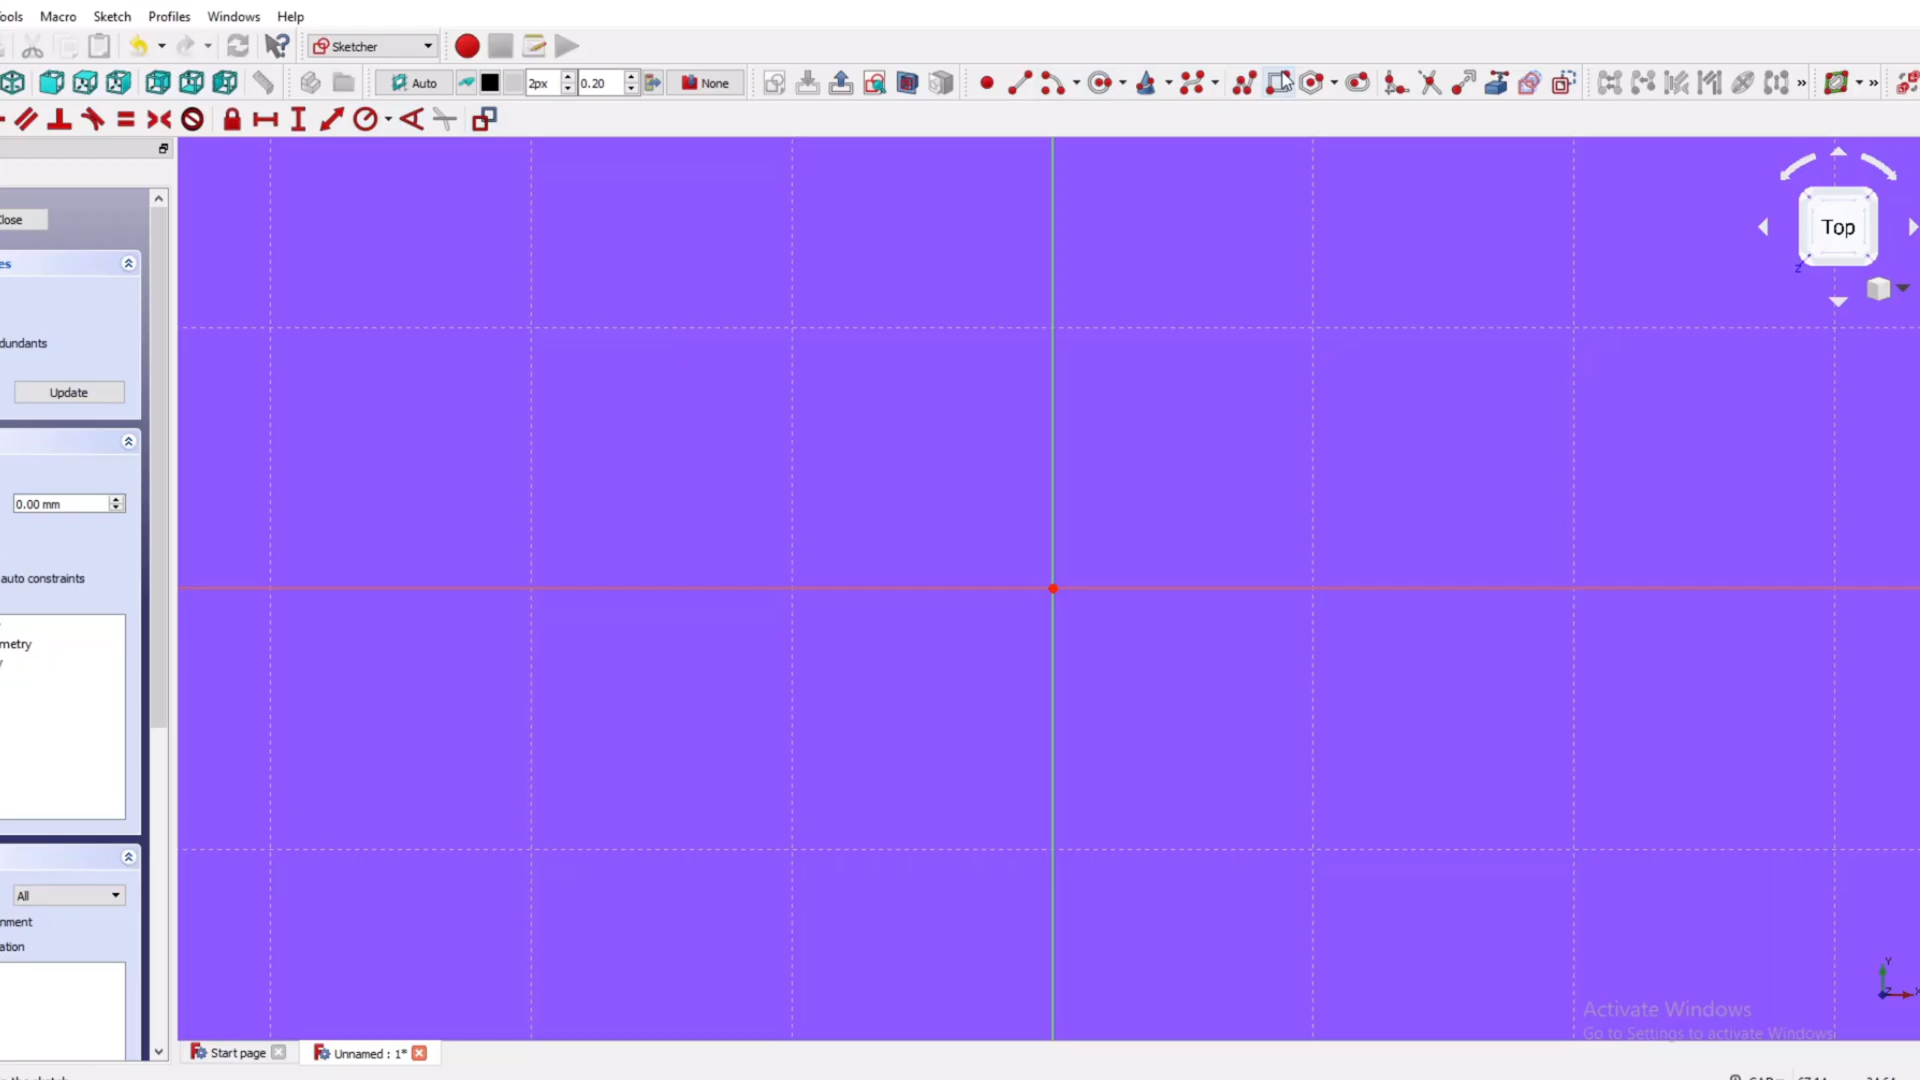 ools Macro Sketch Profiles Windows Help
Sketcher
Auto 2px 0.20 None
lose
es
dundants
Update
0.00 mm
auto constraints
metry
All
nment
ation
Top
Z
Y
Z
X
Activate Windows
Go to Settings to activate Windows.
Start page Unnamed : 1*